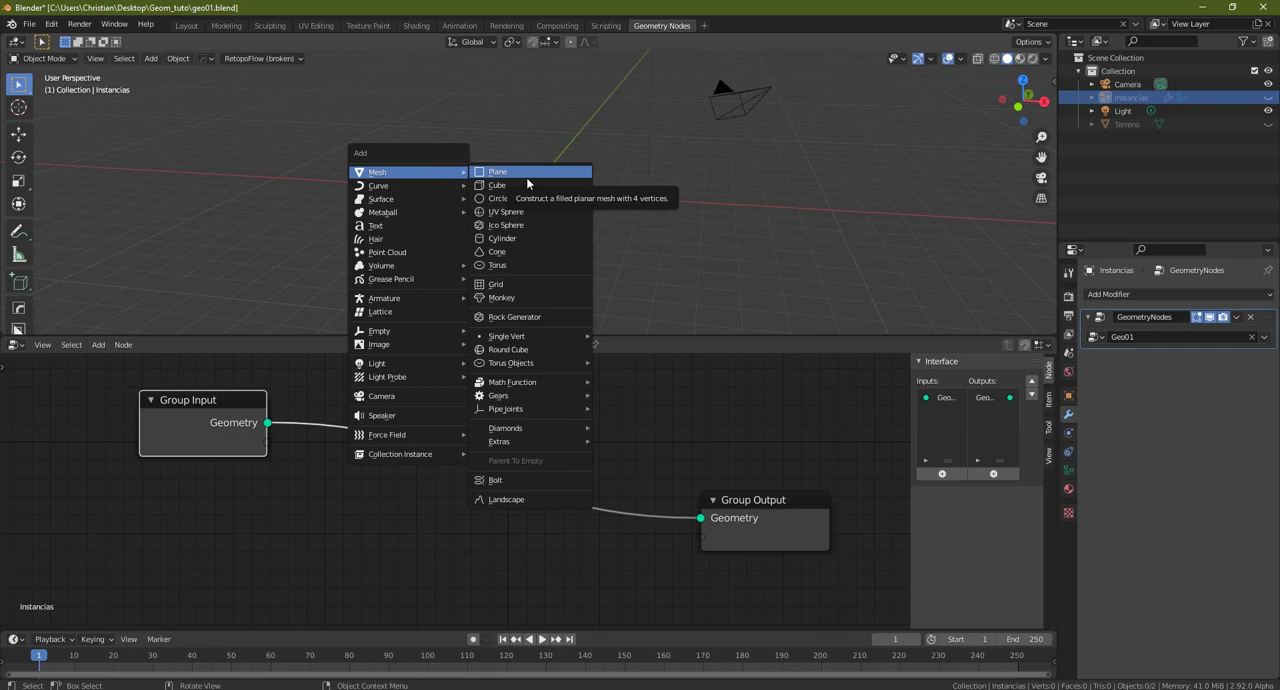 Blender* [C:\Users\Christian\Desktop\Geom_tuto\geo01.blend]
File Edit Render Window Help Layout Modeling Sculpting UV Editing Texture Paint Shading Animation Rendering Compositing Scripting Geometry Nodes + Scene View Layer
Global Options
Object Mode View Select Add Object RetopoFlow (broken)
User Perspective
(1) Collection | Instancias
Z
Y
X
Scene Collection
Collection
Camera
Instancias
Light
Terreno
Add
Mesh
Curve
Surface
Metaball
Text
Hair
Point Cloud
Volume
Grease Pencil
Armature
Lattice
Empty
Image
Light
Light Probe
Camera
Speaker
Force Field
Collection Instance
Plane
Cube
Circle
Construct a filled planar mesh with 4 vertices.
UV Sphere
Ico Sphere
Cylinder
Cone
Torus
Grid
Monkey
Rock Generator
Single Vert
Round Cube
Torus Objects
Math Function
Gears
Pipe Joints
Diamonds
Extras
Parent To Empty
Bolt
Landscape
Instancias GeometryNodes
Add Modifier
GeometryNodes
Geo01
View Select Add Node
Group Input
Geometry
Group Output
Geometry
Interface
Inputs: Outputs:
Geo... Geo...
Node
Item
Tool
View
Instancias
Playback Keying View Marker 1 Start 1 End 250
1 10 20 30 40 50 60 70 80 90 100 110 120 130 140 150 160 170 180 190 200 210 220 230 240 250
Select Box Select Rotate View Object Context Menu Collection | Instancias | Verts:0 | Faces:0 | Tris:0 | Objects:0/2 | Memory: 41.0 MiB | 2.92.0 Alpha